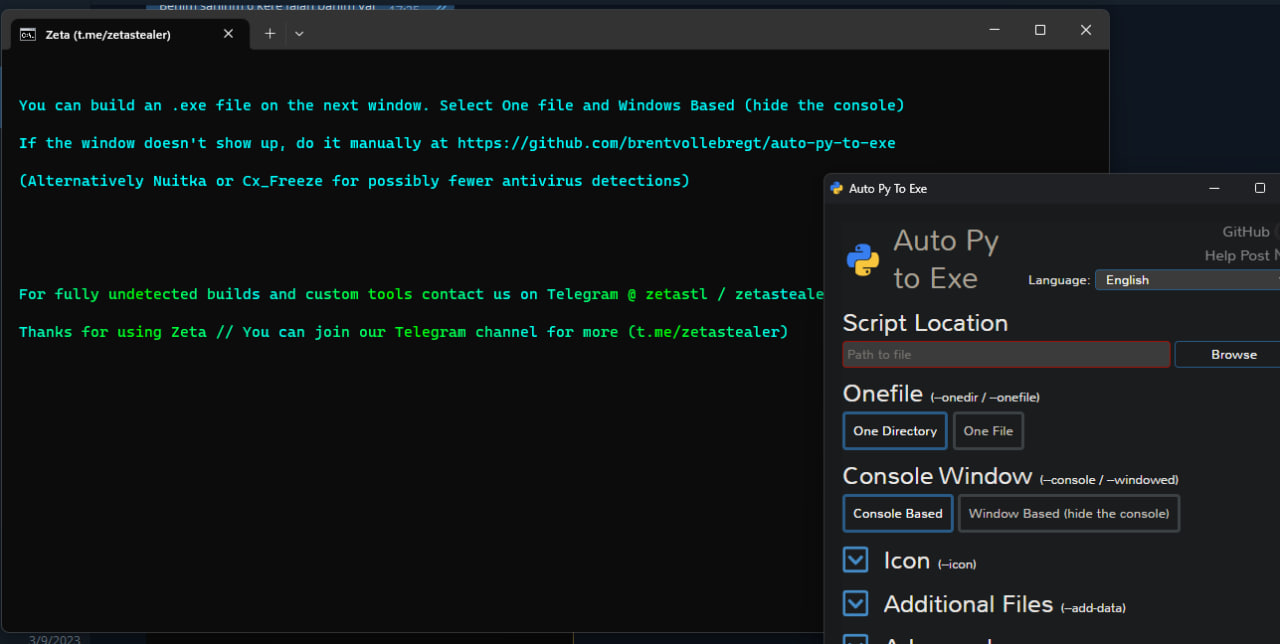 Benim sanırım 6 kere falan banım var
Zeta (t.me/zetastealer)
You can build an .exe file on the next window. Select One file and Windows Based (hide the console)
If the window doesn't show up, do it manually at https://github.com/brentvollebregt/auto-py-to-exe
(Alternatively Nuitka or Cx_Freeze for possibly fewer antivirus detections)
For fully undetected builds and custom tools contact us on Telegram @ zetastl / zetasteale
Thanks for using Zeta // You can join our Telegram channel for more (t.me/zetastealer)
3/9/2023
Auto Py To Exe
Auto Py
to Exe
GitHub
Help Post
Language: English
Script Location
Path to file
Browse
Onefile (--onedir / --onefile)
One Directory One File
Console Window (--console / --windowed)
Console Based Window Based (hide the console)
Icon (--icon)
Additional Files (--add-data)